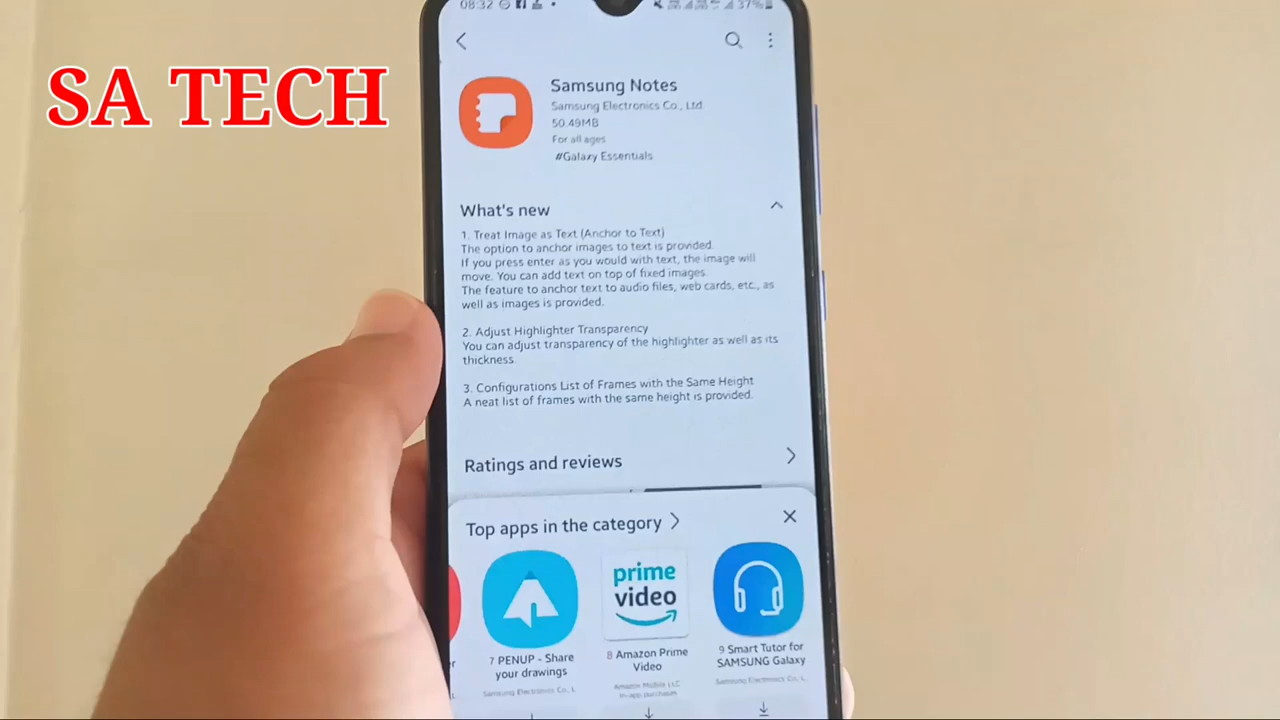 08:32
37%
SA TECH
Samsung Notes
Samsung Electronics Co., Ltd.
50.49MB
For all ages
#Galaxy Essentials
What's new
1. Treat Image as Text (Anchor to Text)
The option to anchor images to text is provided.
If you press enter as you would with text, the image will
move. You can add text on top of fixed images.
The feature to anchor text to audio files, web cards, etc., as
well as images is provided.
2. Adjust Highlighter Transparency
You can adjust transparency of the highlighter as well as its
thickness.
3. Configurations List of Frames with the Same Height
A neat list of frames with the same height is provided.
Ratings and reviews
Top apps in the category
prime
video
7 PENUP - Share
your drawings
Samsung Electronics Co., L
8 Amazon Prime
Video
Amazon Mobile LLC
In-app purchases
9 Smart Tutor for
SAMSUNG Galaxy
Samsung Electronics Co., L